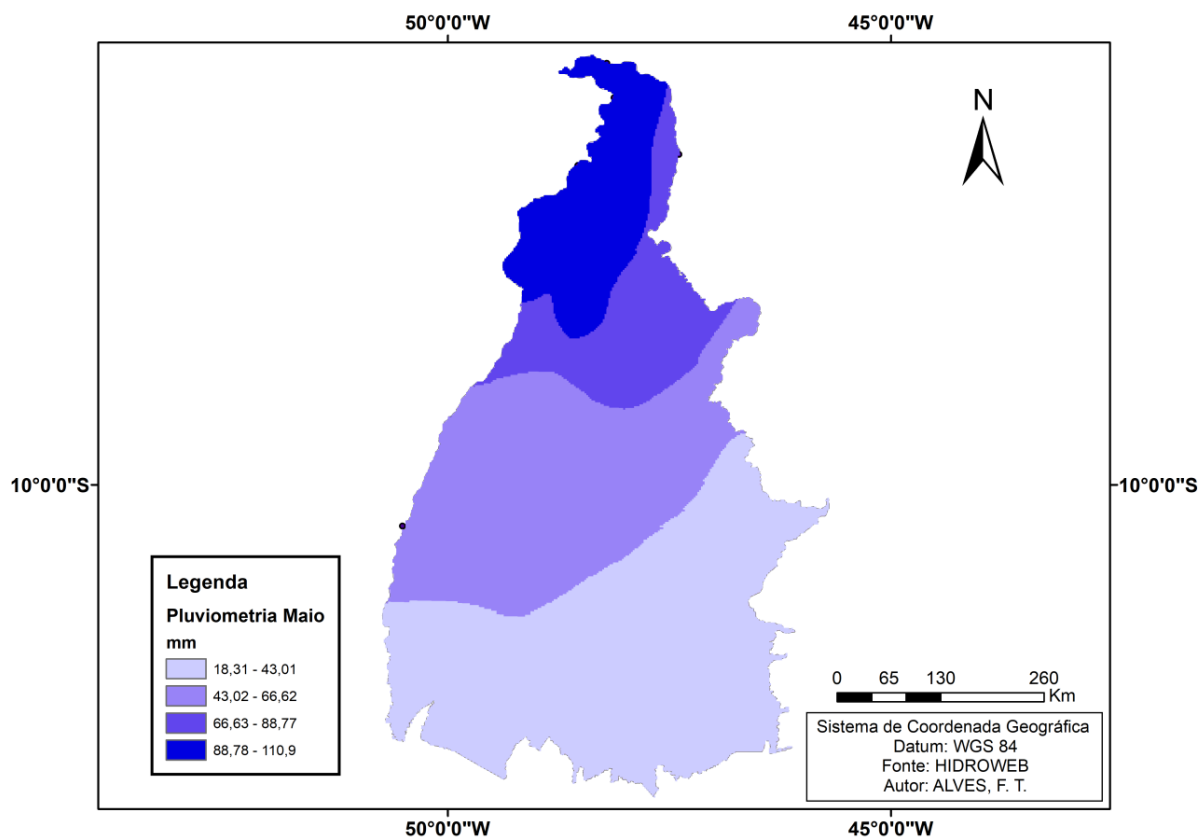 50°0'0"W 45°0'0"W
N
10°0'0"S 10°0'0"S
Legenda
Pluviometria Maio
mm
18,31 - 43,01
43,02 - 66,62
66,63 - 88,77
88,78 - 110,9
0 65 130 260
Km
Sistema de Coordenada Geográfica
Datum: WGS 84
Fonte: HIDROWEB
Autor: ALVES, F. T.
50°0'0"W 45°0'0"W